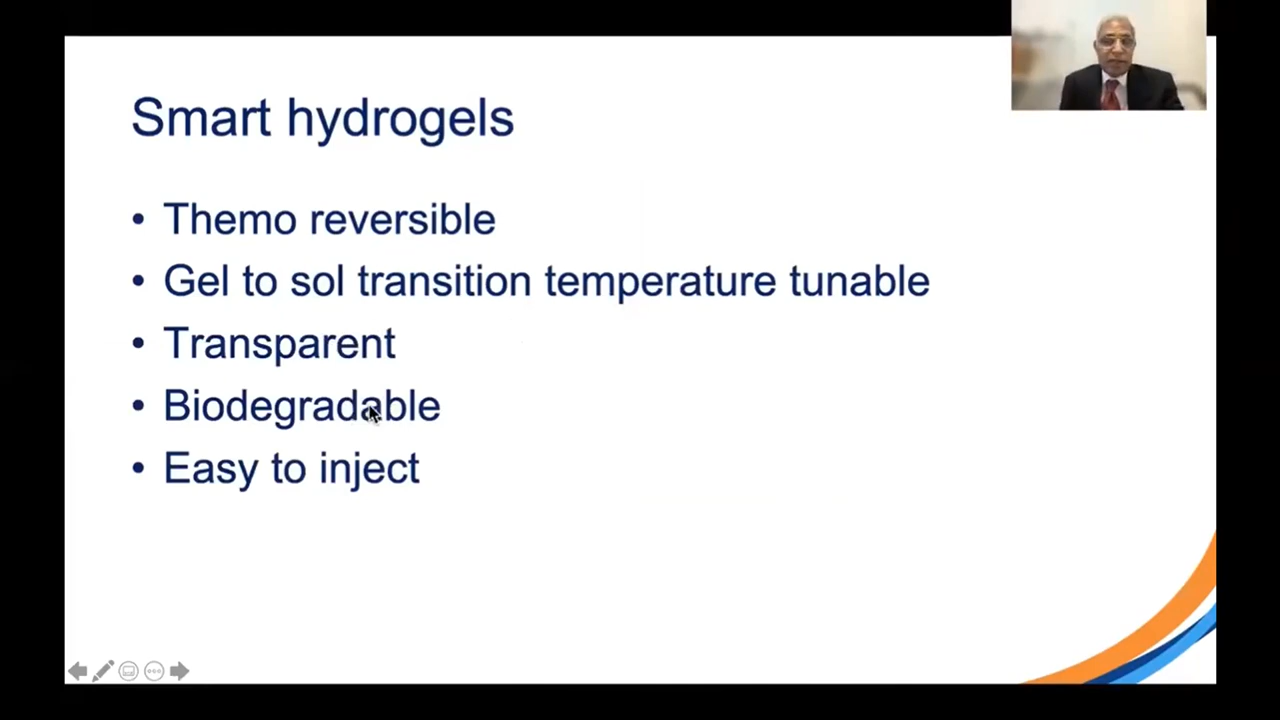 Smart hydrogels
• Themo reversible
• Gel to sol transition temperature tunable
• Transparent
• Biodegradable
• Easy to inject